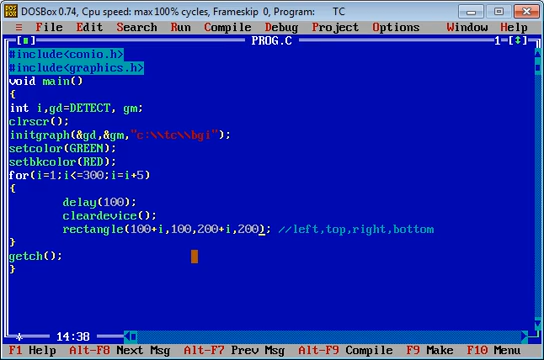 DOSBox 0.74, Cpu speed: max 100% cycles, Frameskip 0, Program: TC
≡ File Edit Search Run Compile Debug Project Options Window Help
[■] PROG.C 1=[↕]
#include<conio.h>
#include<graphics.h>
void main()
{
int i,gd=DETECT, gm;
clrscr();
initgraph(&gd,&gm,"c:\\tc\\bgi");
setcolor(GREEN);
setbkcolor(RED);
for(i=1;i<=300;i=i+5)
{
delay(100);
cleardevice();
rectangle(100+i,100,200+i,200); //left,top,right,bottom
}
getch();
}
* 14:38
F1 Help Alt-F8 Next Msg Alt-F7 Prev Msg Alt-F9 Compile F9 Make F10 Menu